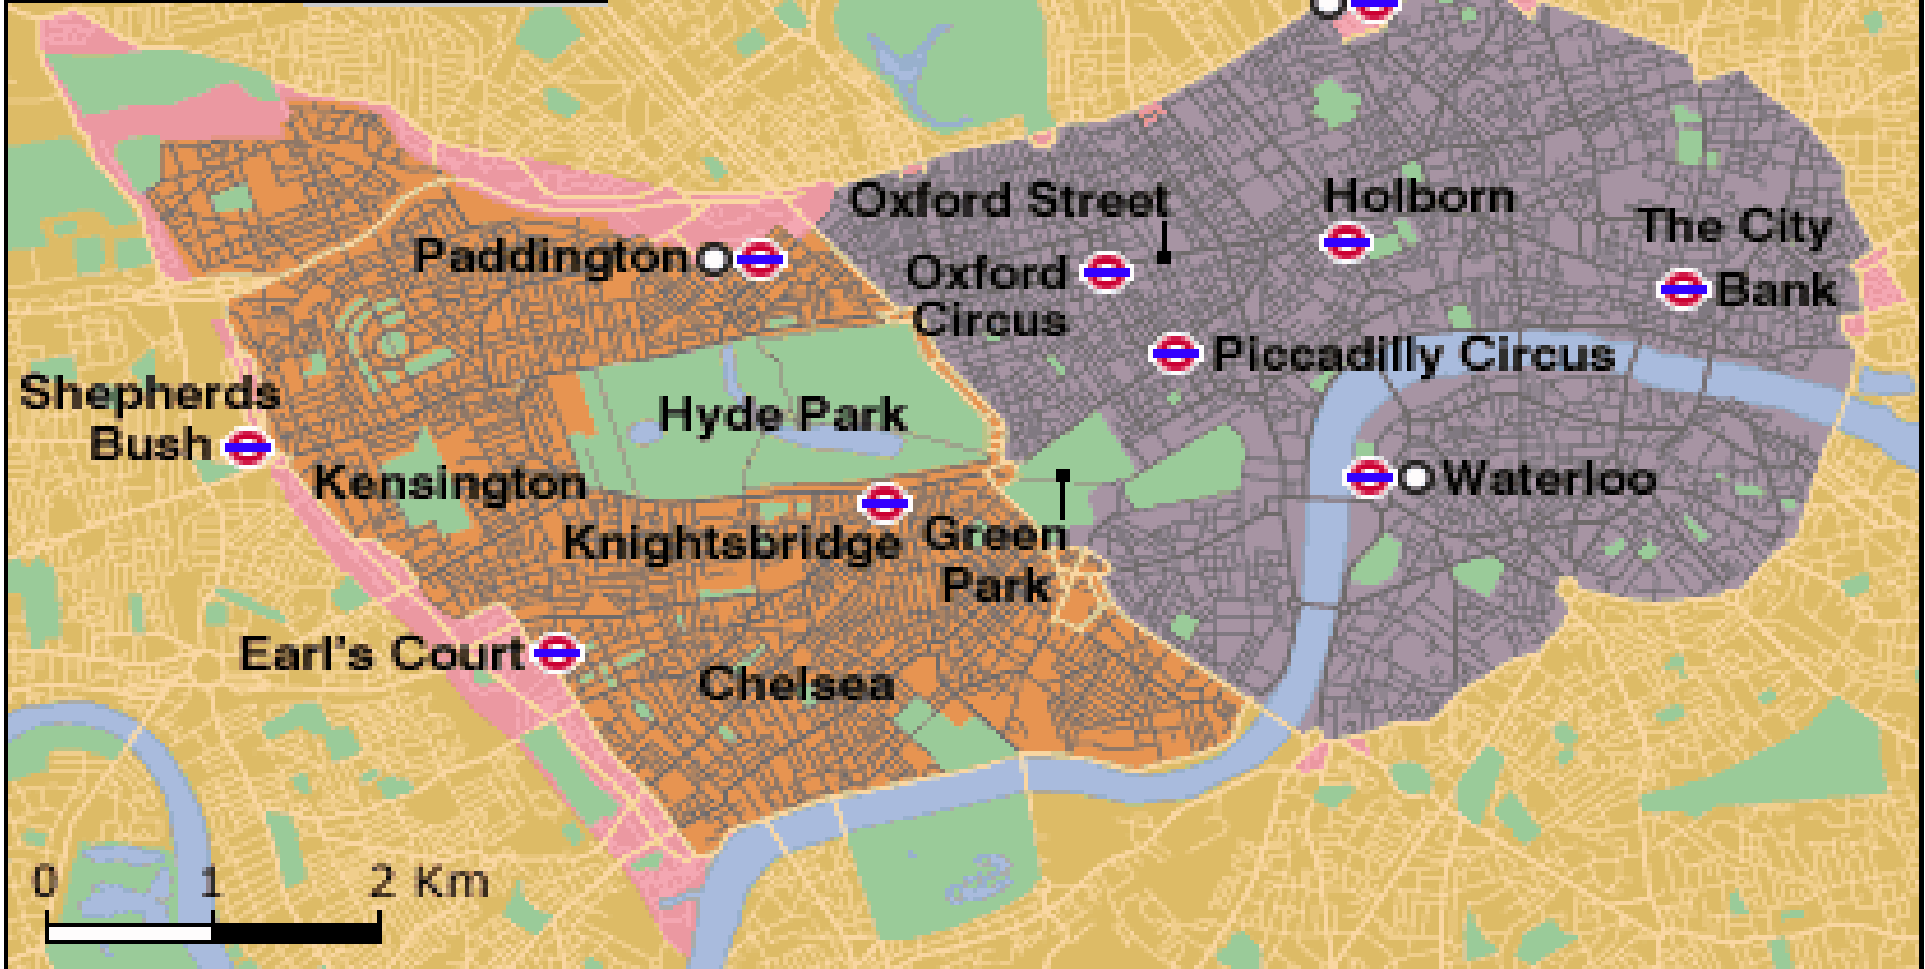 Oxford Street
Holborn
The City
Paddington
Oxford
Circus
Bank
Piccadilly Circus
Shepherds
Bush
Hyde Park
Kensington
Waterloo
Knightsbridge
Green
Park
Earl's Court
Chelsea
0 1 2 Km